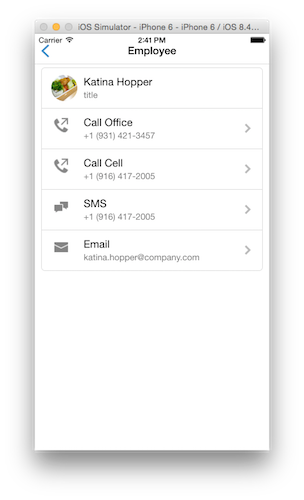 iOS Simulator - iPhone 6 - iPhone 6 / iOS 8.4...
Carrier 2:41 PM
Employee
Katina Hopper
title
Call Office
+1 (931) 421-3457
Call Cell
+1 (916) 417-2005
SMS
+1 (916) 417-2005
Email
katina.hopper@company.com